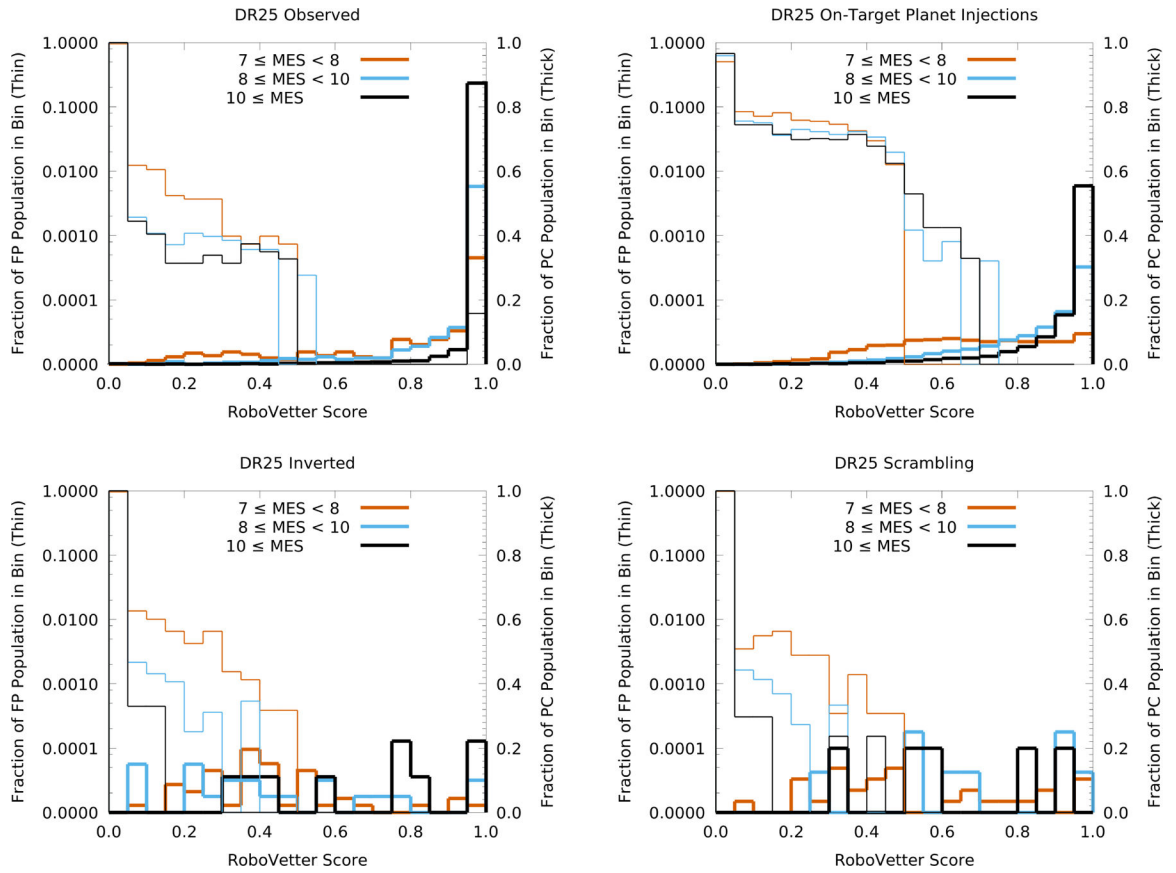 DR25 Observed
7 ≤ MES < 8
8 ≤ MES < 10
10 ≤ MES
Fraction of FP Population in Bin (Thin)
1.0000
0.1000
0.0100
0.0010
0.0001
0.0000
Fraction of PC Population in Bin (Thick)
1.0
0.8
0.6
0.4
0.2
0.0
0.0 0.2 0.4 0.6 0.8 1.0
RoboVetter Score
DR25 On-Target Planet Injections
7 ≤ MES < 8
8 ≤ MES < 10
10 ≤ MES
Fraction of FP Population in Bin (Thin)
1.0000
0.1000
0.0100
0.0010
0.0001
0.0000
Fraction of PC Population in Bin (Thick)
1.0
0.8
0.6
0.4
0.2
0.0
0.0 0.2 0.4 0.6 0.8 1.0
RoboVetter Score
DR25 Inverted
7 ≤ MES < 8
8 ≤ MES < 10
10 ≤ MES
Fraction of FP Population in Bin (Thin)
1.0000
0.1000
0.0100
0.0010
0.0001
0.0000
Fraction of PC Population in Bin (Thick)
1.0
0.8
0.6
0.4
0.2
0.0
0.0 0.2 0.4 0.6 0.8 1.0
RoboVetter Score
DR25 Scrambling
7 ≤ MES < 8
8 ≤ MES < 10
10 ≤ MES
Fraction of FP Population in Bin (Thin)
1.0000
0.1000
0.0100
0.0010
0.0001
0.0000
Fraction of PC Population in Bin (Thick)
1.0
0.8
0.6
0.4
0.2
0.0
0.0 0.2 0.4 0.6 0.8 1.0
RoboVetter Score